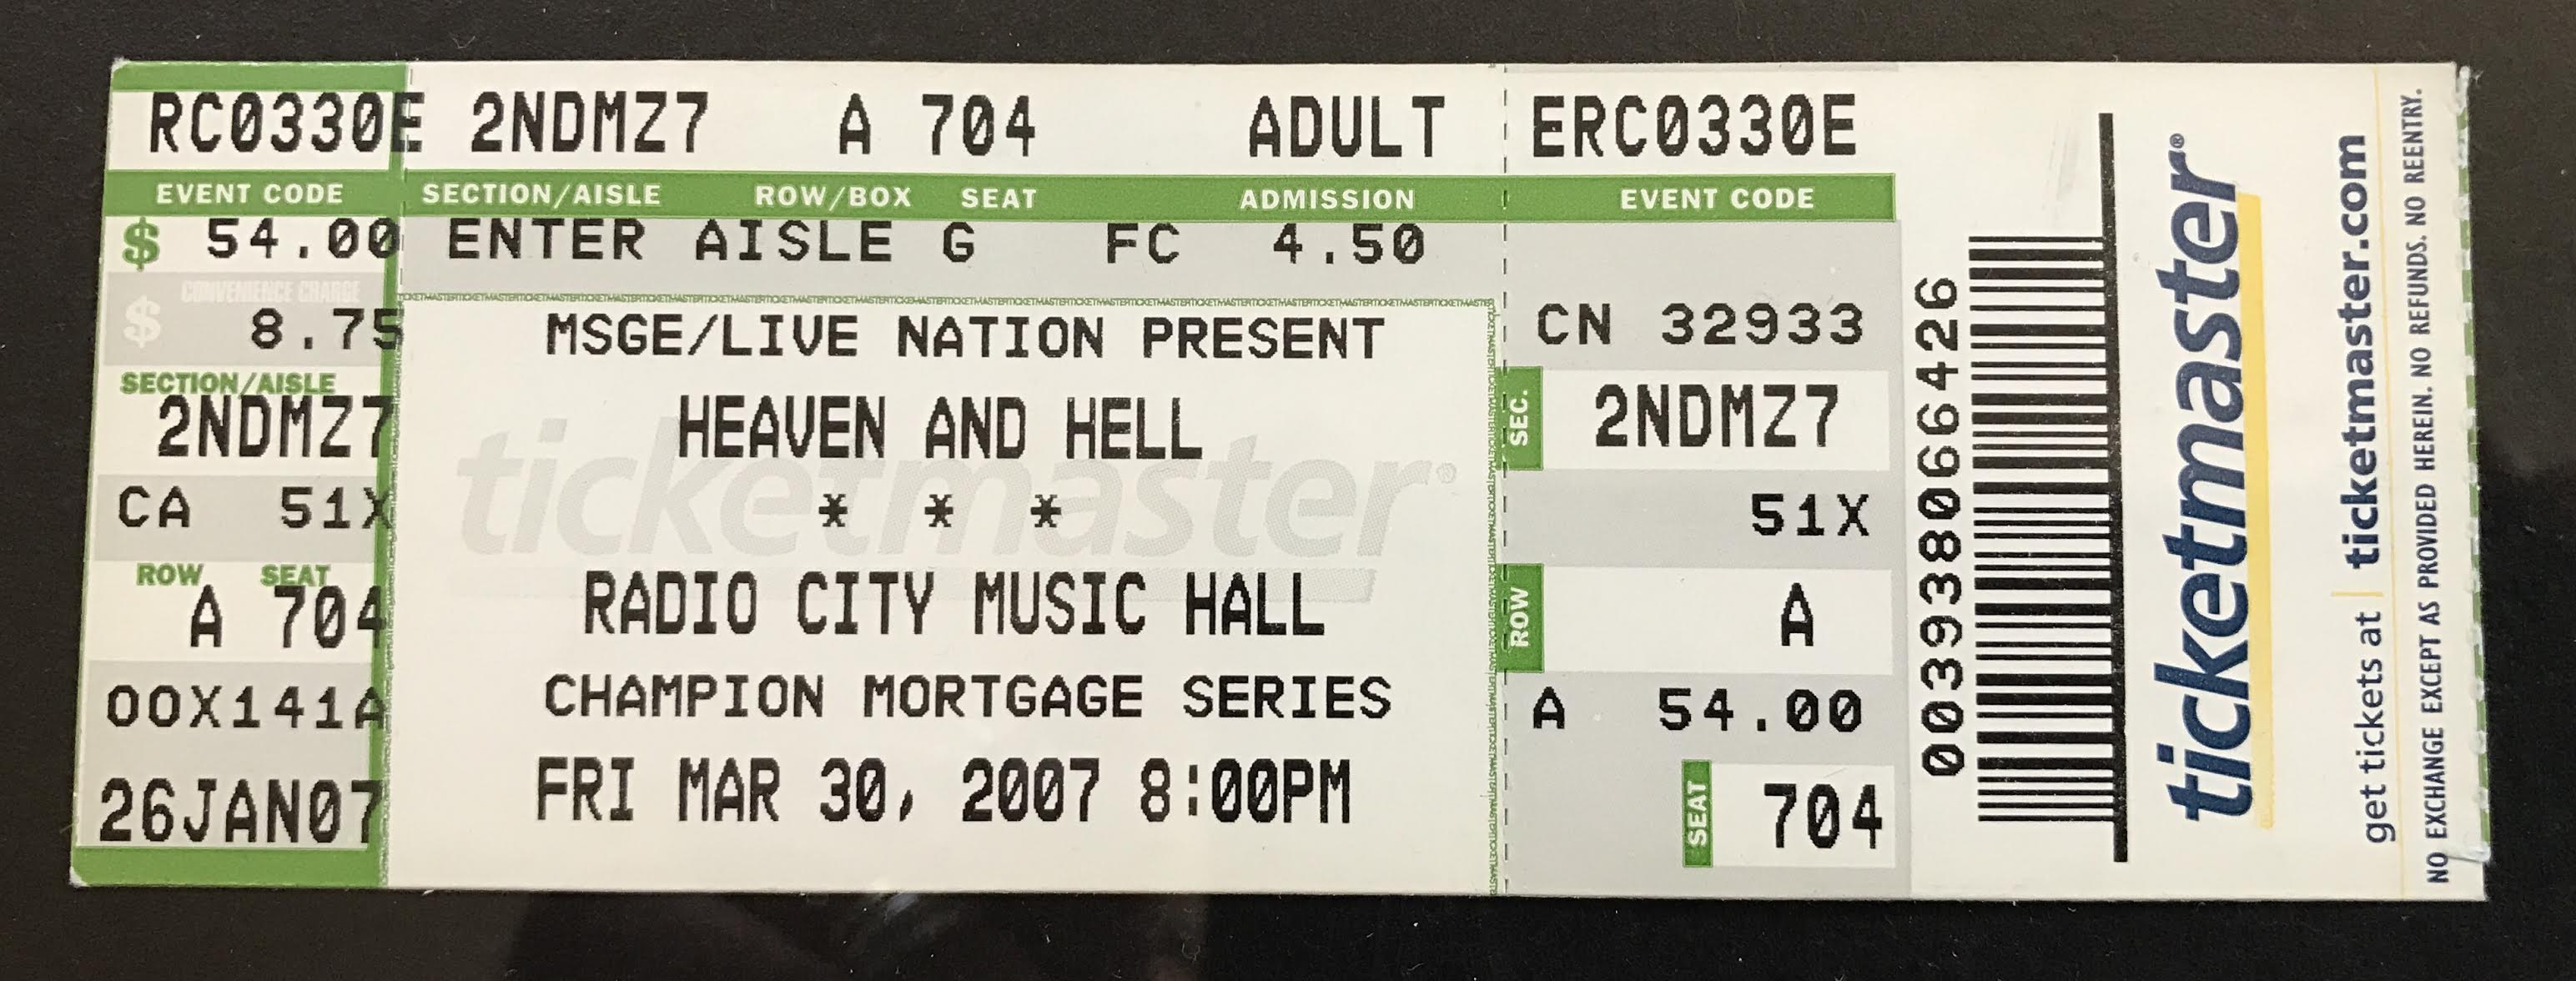 RC0330E 2NDMZ7 A 704 ADULT ERC0330E
EVENT CODE SECTION/AISLE ROW/BOX SEAT ADMISSION EVENT CODE
$ 54.00 ENTER AISLE G FC 4.50
CONVENIENCE CHARGE
$ 8.75
SECTION/AISLE
2NDMZ7
CA 51X
ROW SEAT
A 704
00X141A
26JAN07
TICKETMASTERTICKETMASTERTICKETMASTER
MSGE/LIVE NATION PRESENT
HEAVEN AND HELL
ticketmaster®
* * *
RADIO CITY MUSIC HALL
CHAMPION MORTGAGE SERIES
FRI MAR 30, 2007 8:00PM
CN 32933
SEC. 2NDMZ7
51X
ROW A
A 54.00
SEAT 704
003938066426
ticketmaster®
get tickets at | ticketmaster.com
NO EXCHANGE EXCEPT AS PROVIDED HEREIN. NO REFUNDS. NO REENTRY.